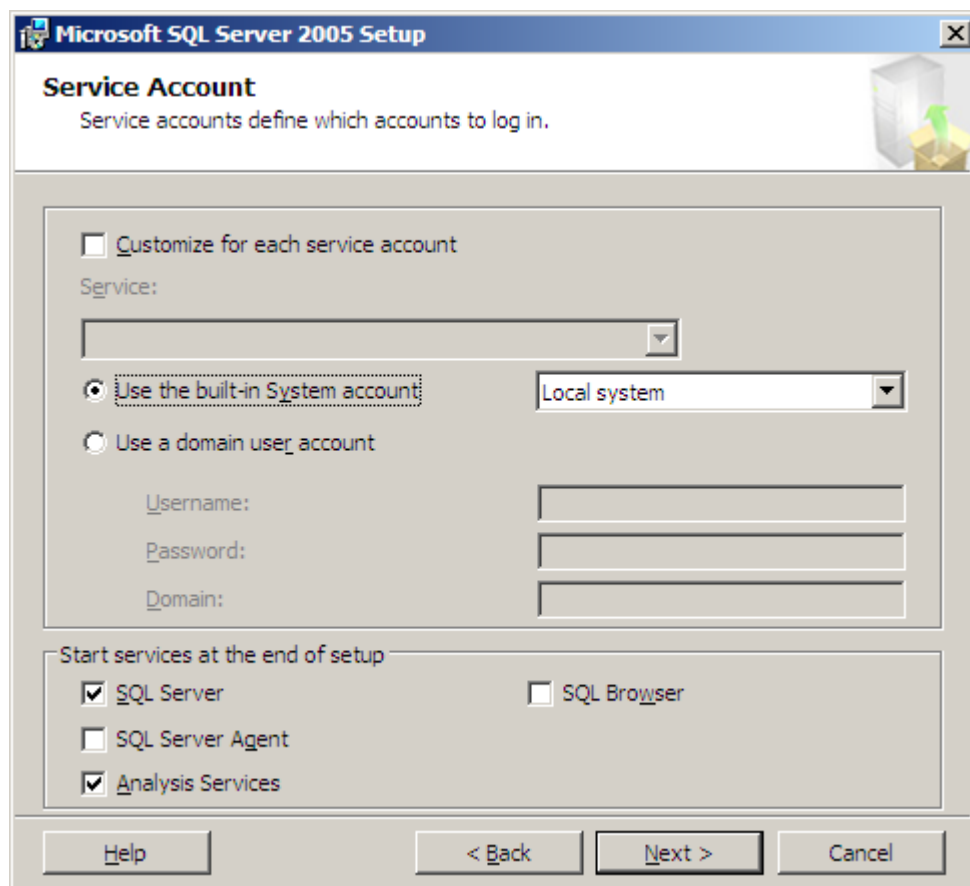 Microsoft SQL Server 2005 Setup
Service Account
Service accounts define which accounts to log in.
Customize for each service account
Service:
Use the built-in System account
Local system
Use a domain user account
Username:
Password:
Domain:
Start services at the end of setup
SQL Server
SQL Browser
SQL Server Agent
Analysis Services
Help
< Back
Next >
Cancel